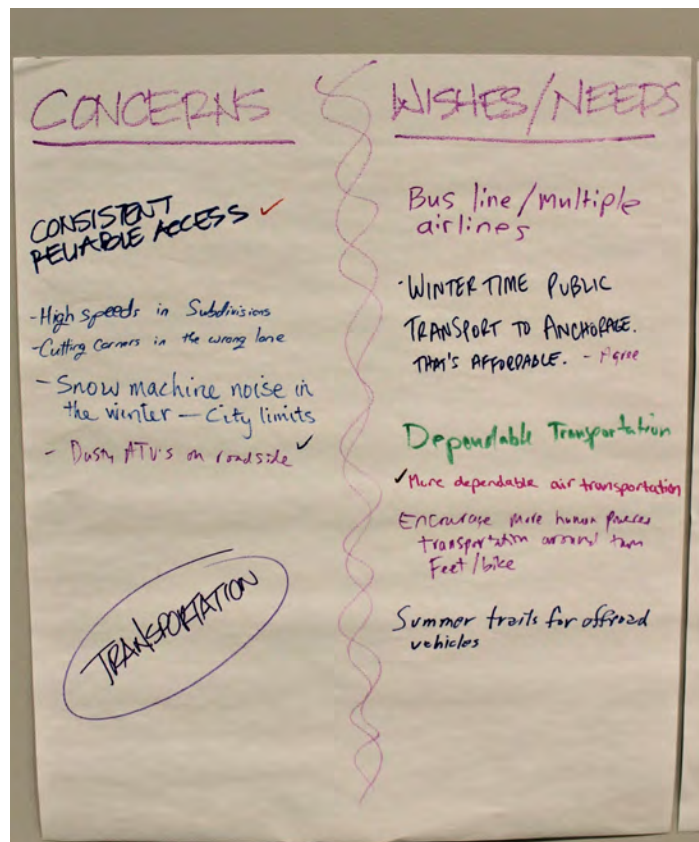 CONCERNS
CONSISTENT
RELIABLE ACCESS ✓
- High speeds in Subdivisions
- Cutting Corners in the wrong lane
- Snow machine noise in
the winter — City limits
- Dusty ATV's on roadside ✓
TRANSPORTATION
WISHES/NEEDS
Bus line/multiple
airlines
- WINTER TIME PUBLIC
TRANSPORT TO ANCHORAGE.
THAT'S AFFORDABLE. - Agree
Dependable Transportation
✓ More dependable air transportation
Encourage more human powered
transportation around town
Feet/bike
Summer trails for offroad
vehicles